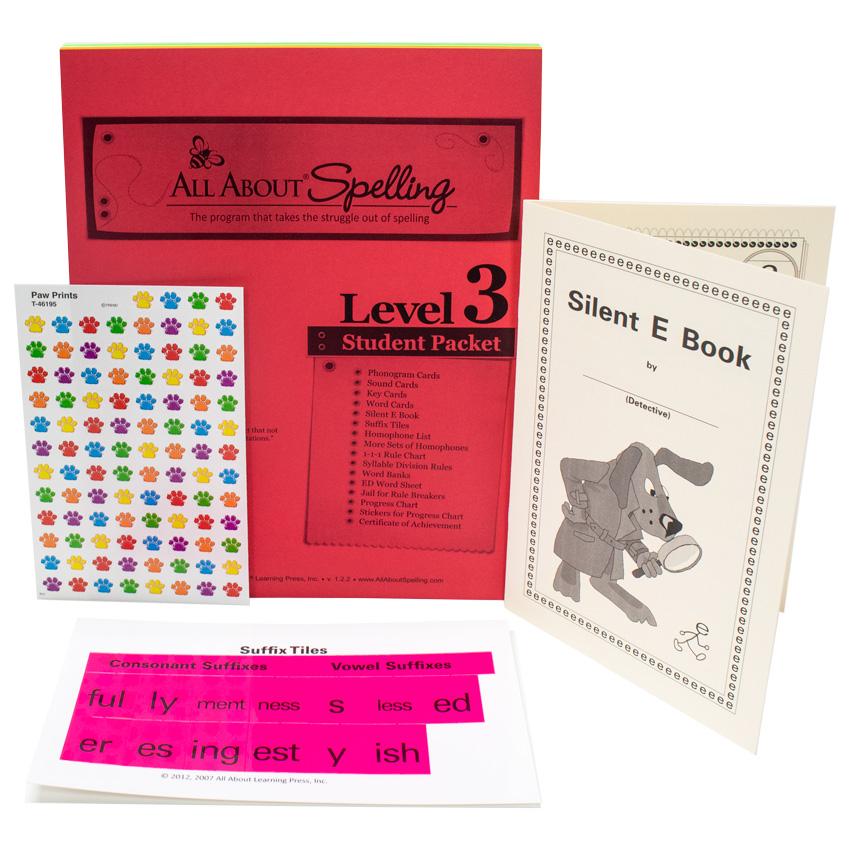 ALL ABOUT® Spelling
The program that takes the struggle out of spelling
Level 3
Student Packet
Phonogram Cards
Sound Cards
Key Cards
Word Cards
Silent E Book
Suffix Tiles
Homophone List
More Sets of Homophones
1-1-1 Rule Chart
Syllable Division Rules
Word Banks
ED Word Sheet
Jail for Rule Breakers
Progress Chart
Stickers for Progress Chart
Certificate of Achievement
that not
tations."
Learning Press, Inc. • v. 1.2.2 • www.AllAboutSpelling.com
Paw Prints
T-46195
Silent E Book
by
(Detective)
Suffix Tiles
Consonant Suffixes Vowel Suffixes
ful ly ment ness s less ed
er es ing est y ish
© 2012, 2007 All About Learning Press, Inc.